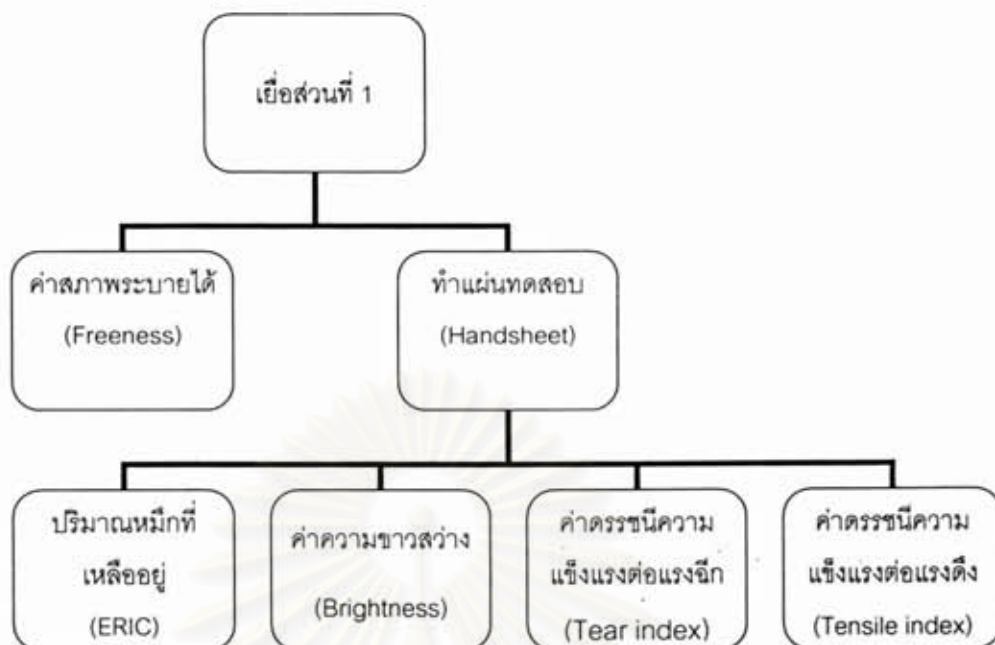 เยื่อส่วนที่ 1
ค่าสภาพระบายได้
(Freeness)
ทำแผ่นทดสอบ
(Handsheet)
ปริมาณหมึกที่
เหลืออยู่
(ERIC)
ค่าความขาวสว่าง
(Brightness)
ค่าดรรชนีความ
แข็งแรงต่อแรงฉีก
(Tear index)
ค่าดรรชนีความ
แข็งแรงต่อแรงดึง
(Tensile index)